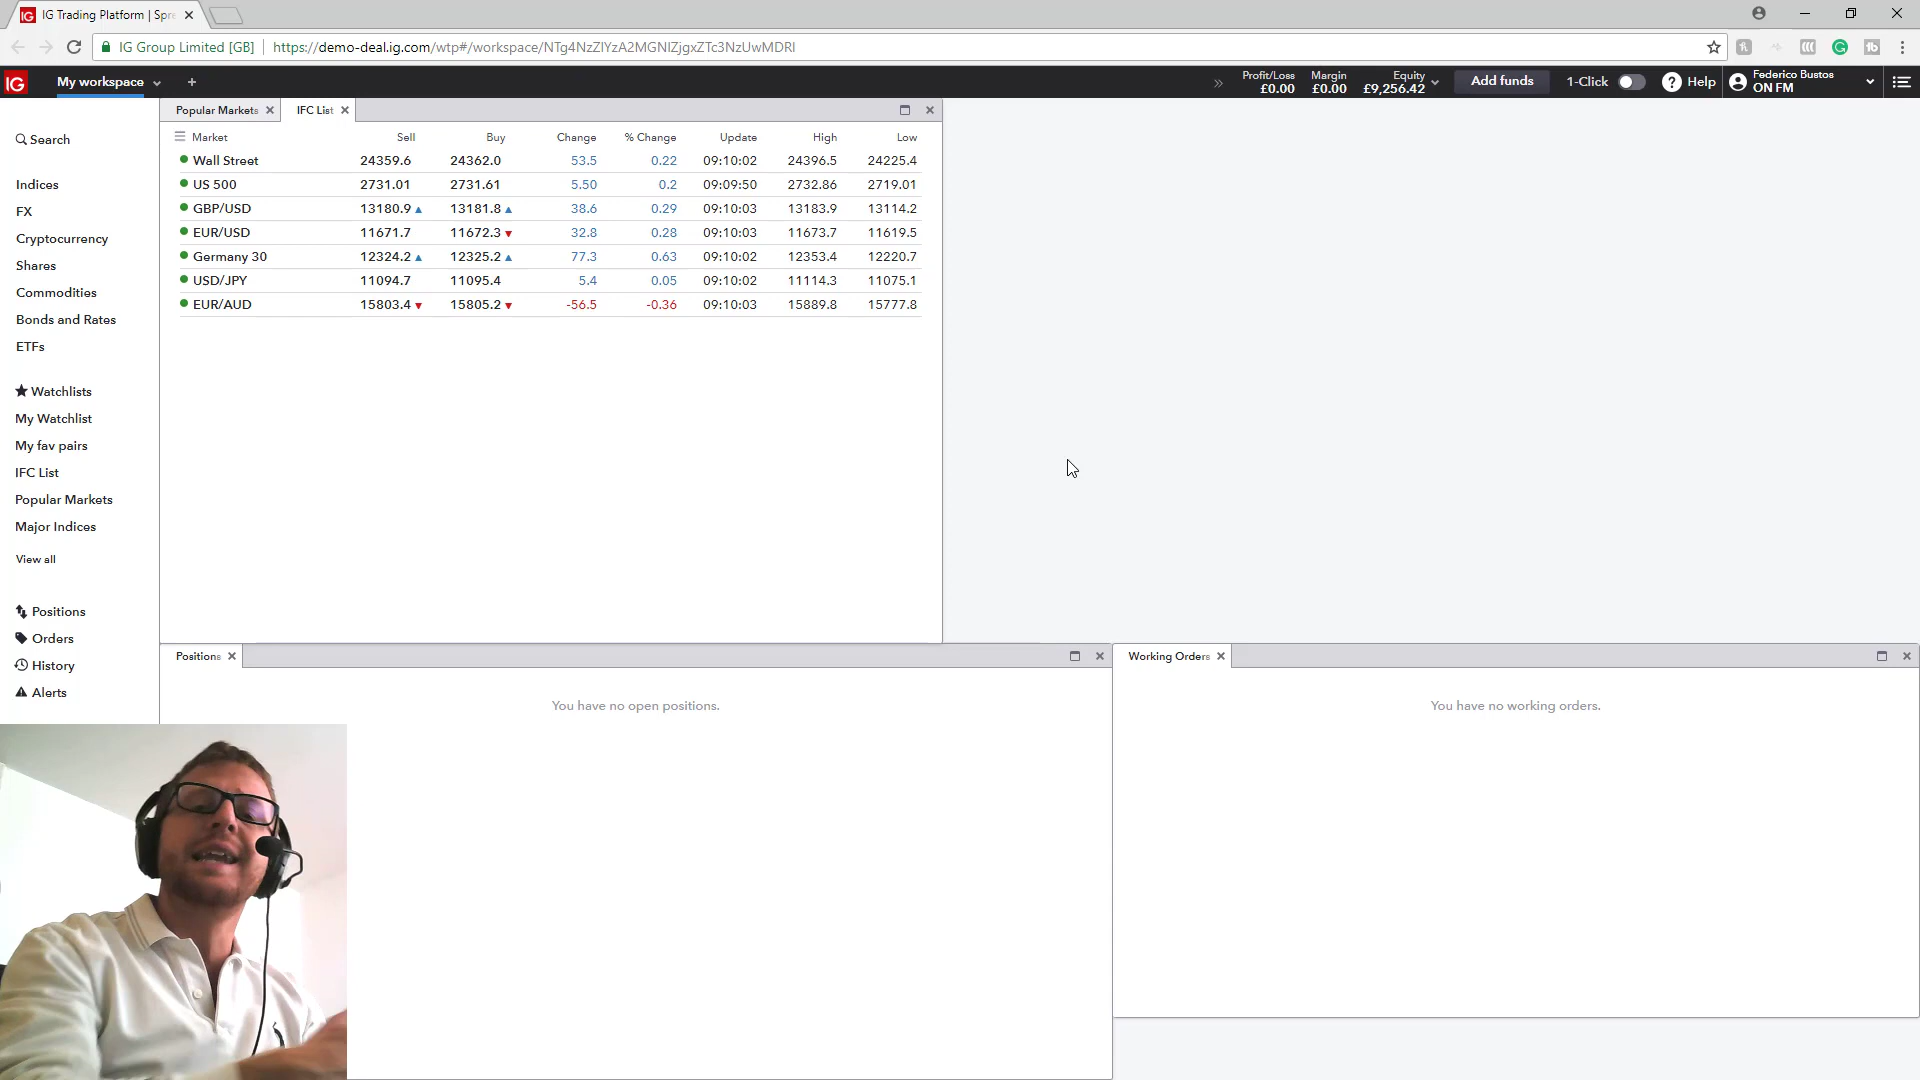 IG IG Trading Platform | Spr
IG Group Limited [GB] https://demo-deal.ig.com/wtp#/workspace/NTg4NzZlYzA2MGNlZjgxZTc3NzUwMDRl
IG My workspace + » Profit/Loss £0.00 Margin £0.00 Equity £9,256.42 Add funds 1-Click ? Help Federico Bustos ON FM
Search
Indices
FX
Cryptocurrency
Shares
Commodities
Bonds and Rates
ETFs
Watchlists
My Watchlist
My fav pairs
IFC List
Popular Markets
Major Indices
View all
Positions
Orders
History
Alerts
Popular Markets IFC List
Market Sell Buy Change % Change Update High Low
Wall Street 24359.6 24362.0 53.5 0.22 09:10:02 24396.5 24225.4
US 500 2731.01 2731.61 5.50 0.2 09:09:50 2732.86 2719.01
GBP/USD 13180.9 13181.8 38.6 0.29 09:10:03 13183.9 13114.2
EUR/USD 11671.7 11672.3 32.8 0.28 09:10:03 11673.7 11619.5
Germany 30 12324.2 12325.2 77.3 0.63 09:10:02 12353.4 12220.7
USD/JPY 11094.7 11095.4 5.4 0.05 09:10:02 11114.3 11075.1
EUR/AUD 15803.4 15805.2 -56.5 -0.36 09:10:03 15889.8 15777.8
Positions
You have no open positions.
Working Orders
You have no working orders.